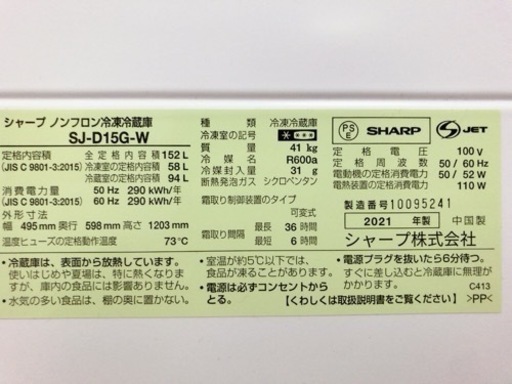 シャープ ノンフロン冷凍冷蔵庫
SJ-D15G-W
定格内容積 全定格内容積 152 L
(JIS C 9801-3:2015) 冷凍室の定格内容積 58 L
冷蔵室の定格内容積 94 L
消費電力量 50 Hz 290 kWh/年
(JIS C 9801-3:2015) 60 Hz 290 kWh/年
外形寸法
幅 495 mm 奥行 598 mm 高さ 1203 mm
温度ヒューズの定格動作温度 73℃
種類 冷凍冷蔵庫
冷凍室の記号
質量 41 kg
冷媒名 R600a
冷媒封入量 31 g
断熱発泡ガス シクロペンタン
霜取り制御装置のタイプ
可変式
霜取り間隔 最長 36 時間
最短 6 時間
PSE SHARP S JET
定格電圧 100 V
定格周波数 50 / 60 Hz
電動機の定格消費電力 50 / 52 W
電熱装置の定格消費電力 110 W
製造番号 10095241
2021 年製 中国製
シャープ株式会社
• 冷蔵庫は、表面から放熱しています。
使いはじめや夏場は、特に熱くなりま
すが、庫内の食品には影響ありません。
• 水気の多い食品は、棚の奥に置かない。
• 室温が約5℃以下では、
食品が凍ることがあります。
• 電源は必ずコンセントから
とる。
• 電源プラグを抜いたら6分待つ。
すぐに差し込むと冷蔵庫に無理が
かかります。
C413
【くわしくは取扱説明書をご覧ください】 >PP<